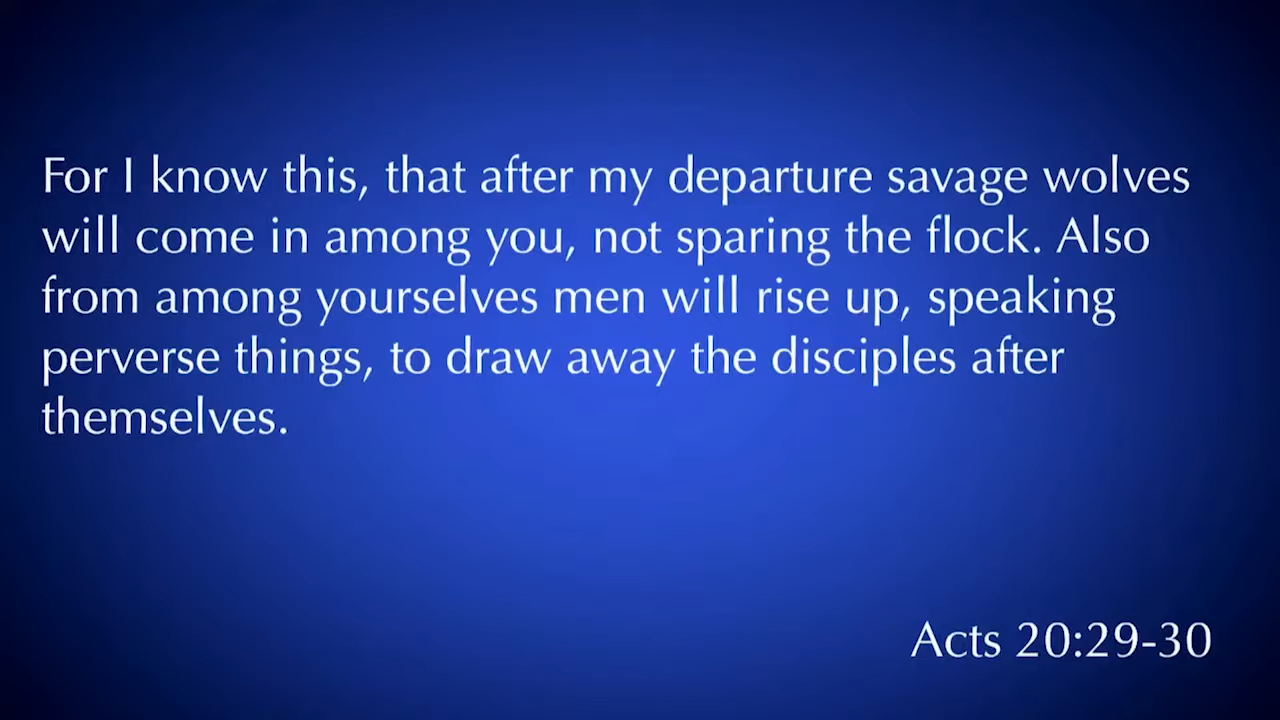 For I know this, that after my departure savage wolves
will come in among you, not sparing the flock. Also
from among yourselves men will rise up, speaking
perverse things, to draw away the disciples after
themselves.
Acts 20:29-30